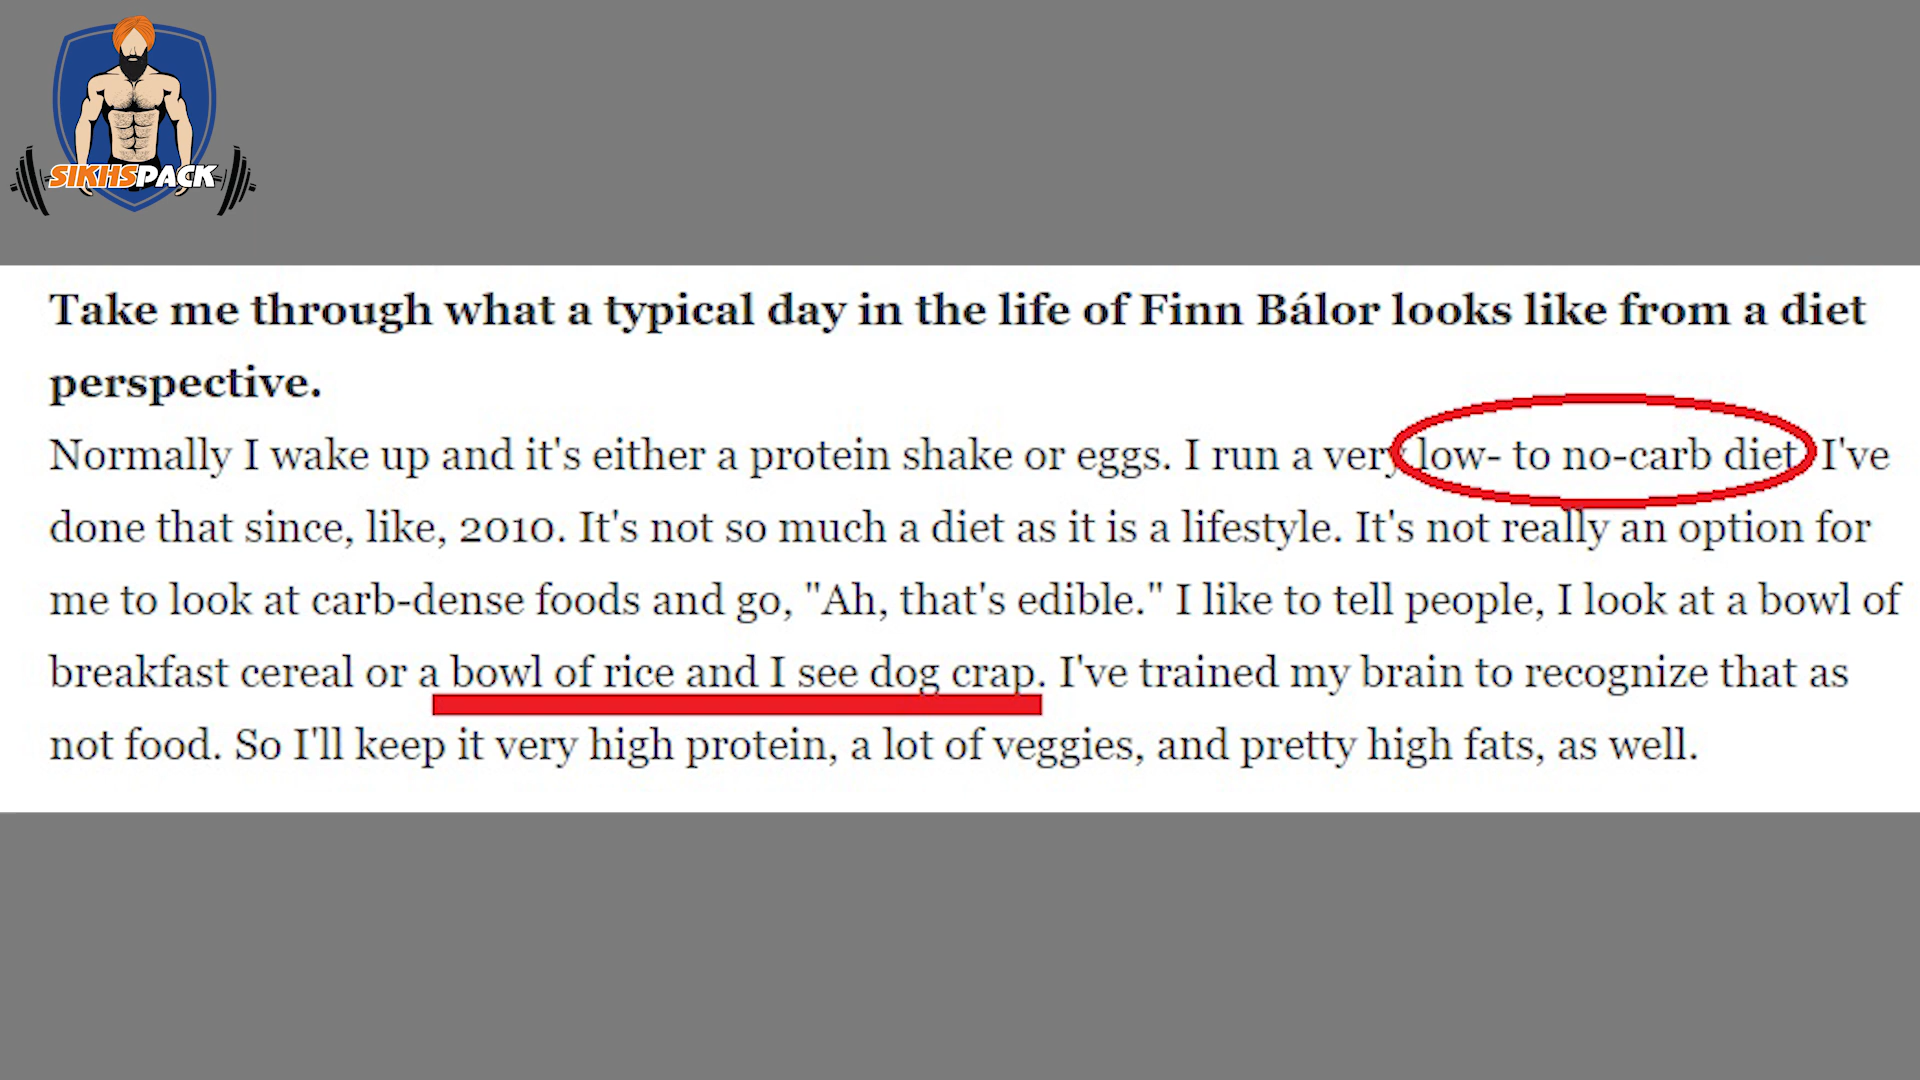 SIKHSPACK
Take me through what a typical day in the life of Finn Bálor looks like from a diet
perspective.
Normally I wake up and it's either a protein shake or eggs. I run a very low- to no-carb diet. I've
done that since, like, 2010. It's not so much a diet as it is a lifestyle. It's not really an option for
me to look at carb-dense foods and go, "Ah, that's edible." I like to tell people, I look at a bowl of
breakfast cereal or a bowl of rice and I see dog crap. I've trained my brain to recognize that as
not food. So I'll keep it very high protein, a lot of veggies, and pretty high fats, as well.